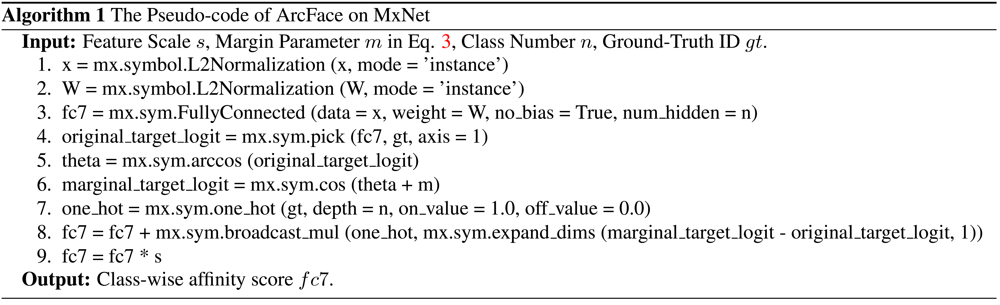 Algorithm 1 The Pseudo-code of ArcFace on MxNet
Input: Feature Scale s, Margin Parameter m in Eq. 3, Class Number n, Ground-Truth ID gt.
1. x = mx.symbol.L2Normalization (x, mode = ’instance’)
2. W = mx.symbol.L2Normalization (W, mode = ’instance’)
3. fc7 = mx.sym.FullyConnected (data = x, weight = W, no_bias = True, num_hidden = n)
4. original_target_logit = mx.sym.pick (fc7, gt, axis = 1)
5. theta = mx.sym.arccos (original_target_logit)
6. marginal_target_logit = mx.sym.cos (theta + m)
7. one_hot = mx.sym.one_hot (gt, depth = n, on_value = 1.0, off_value = 0.0)
8. fc7 = fc7 + mx.sym.broadcast_mul (one_hot, mx.sym.expand_dims (marginal_target_logit - original_target_logit, 1))
9. fc7 = fc7 * s
Output: Class-wise affinity score fc7.